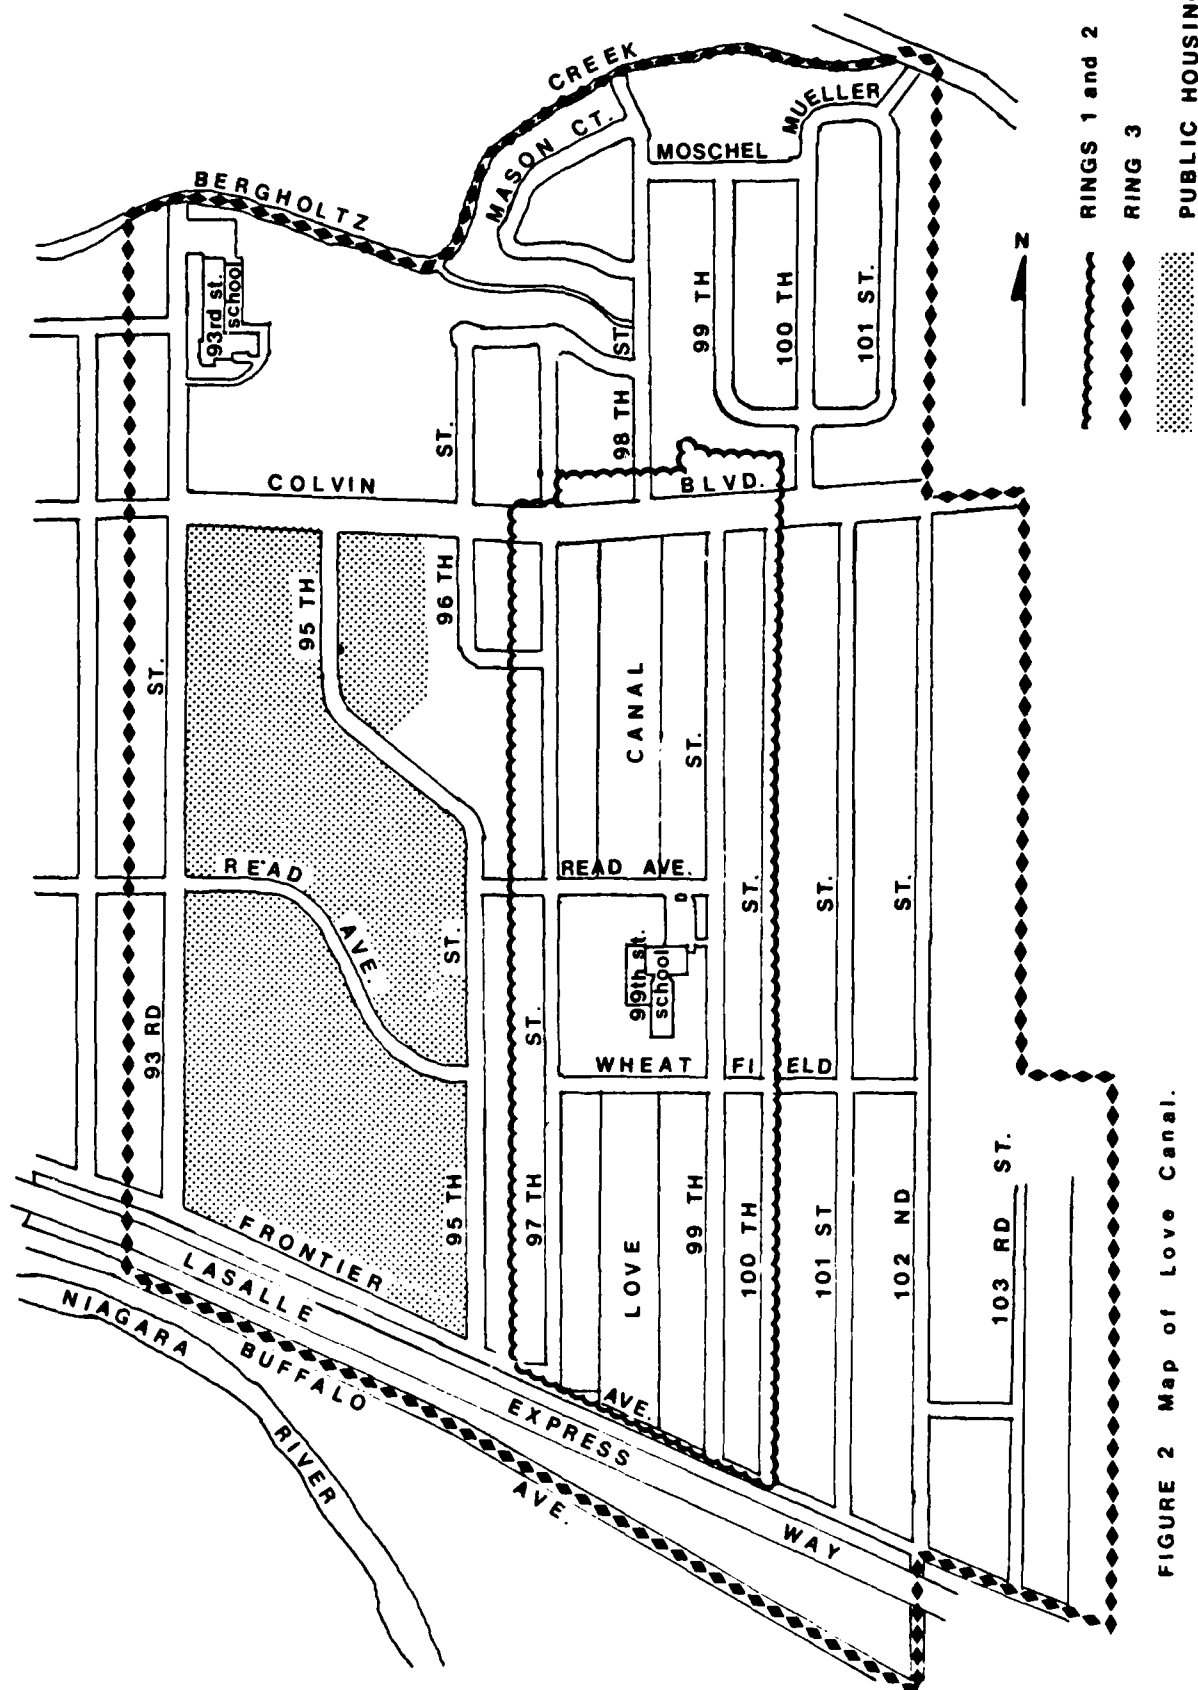 BERGHOLTZ
CREEK
MASON CT.
MOSCHEL
MUELLER
93rd st.
schoo
99 TH
100 TH
101 ST.
98 TH
ST.
ST.
COLVIN
BLVD.
95 TH
96 TH
ST.
CANAL
ST.
READ
AVE
READ AVE.
ST.
ST.
ST.
ST.
99th st.
school
93 RD
ST.
WHEAT FIELD
95 TH
97 TH
LOVE
99 TH
100 TH
101 ST
102 ND
103 RD
ST.
FRONTIER
AVE.
LASALLE
EXPRESS
WAY
BUFFALO
AVE.
NIAGARA
RIVER
N
RINGS 1 and 2
RING 3
PUBLIC HOUSING
FIGURE 2 Map of Love Canal.